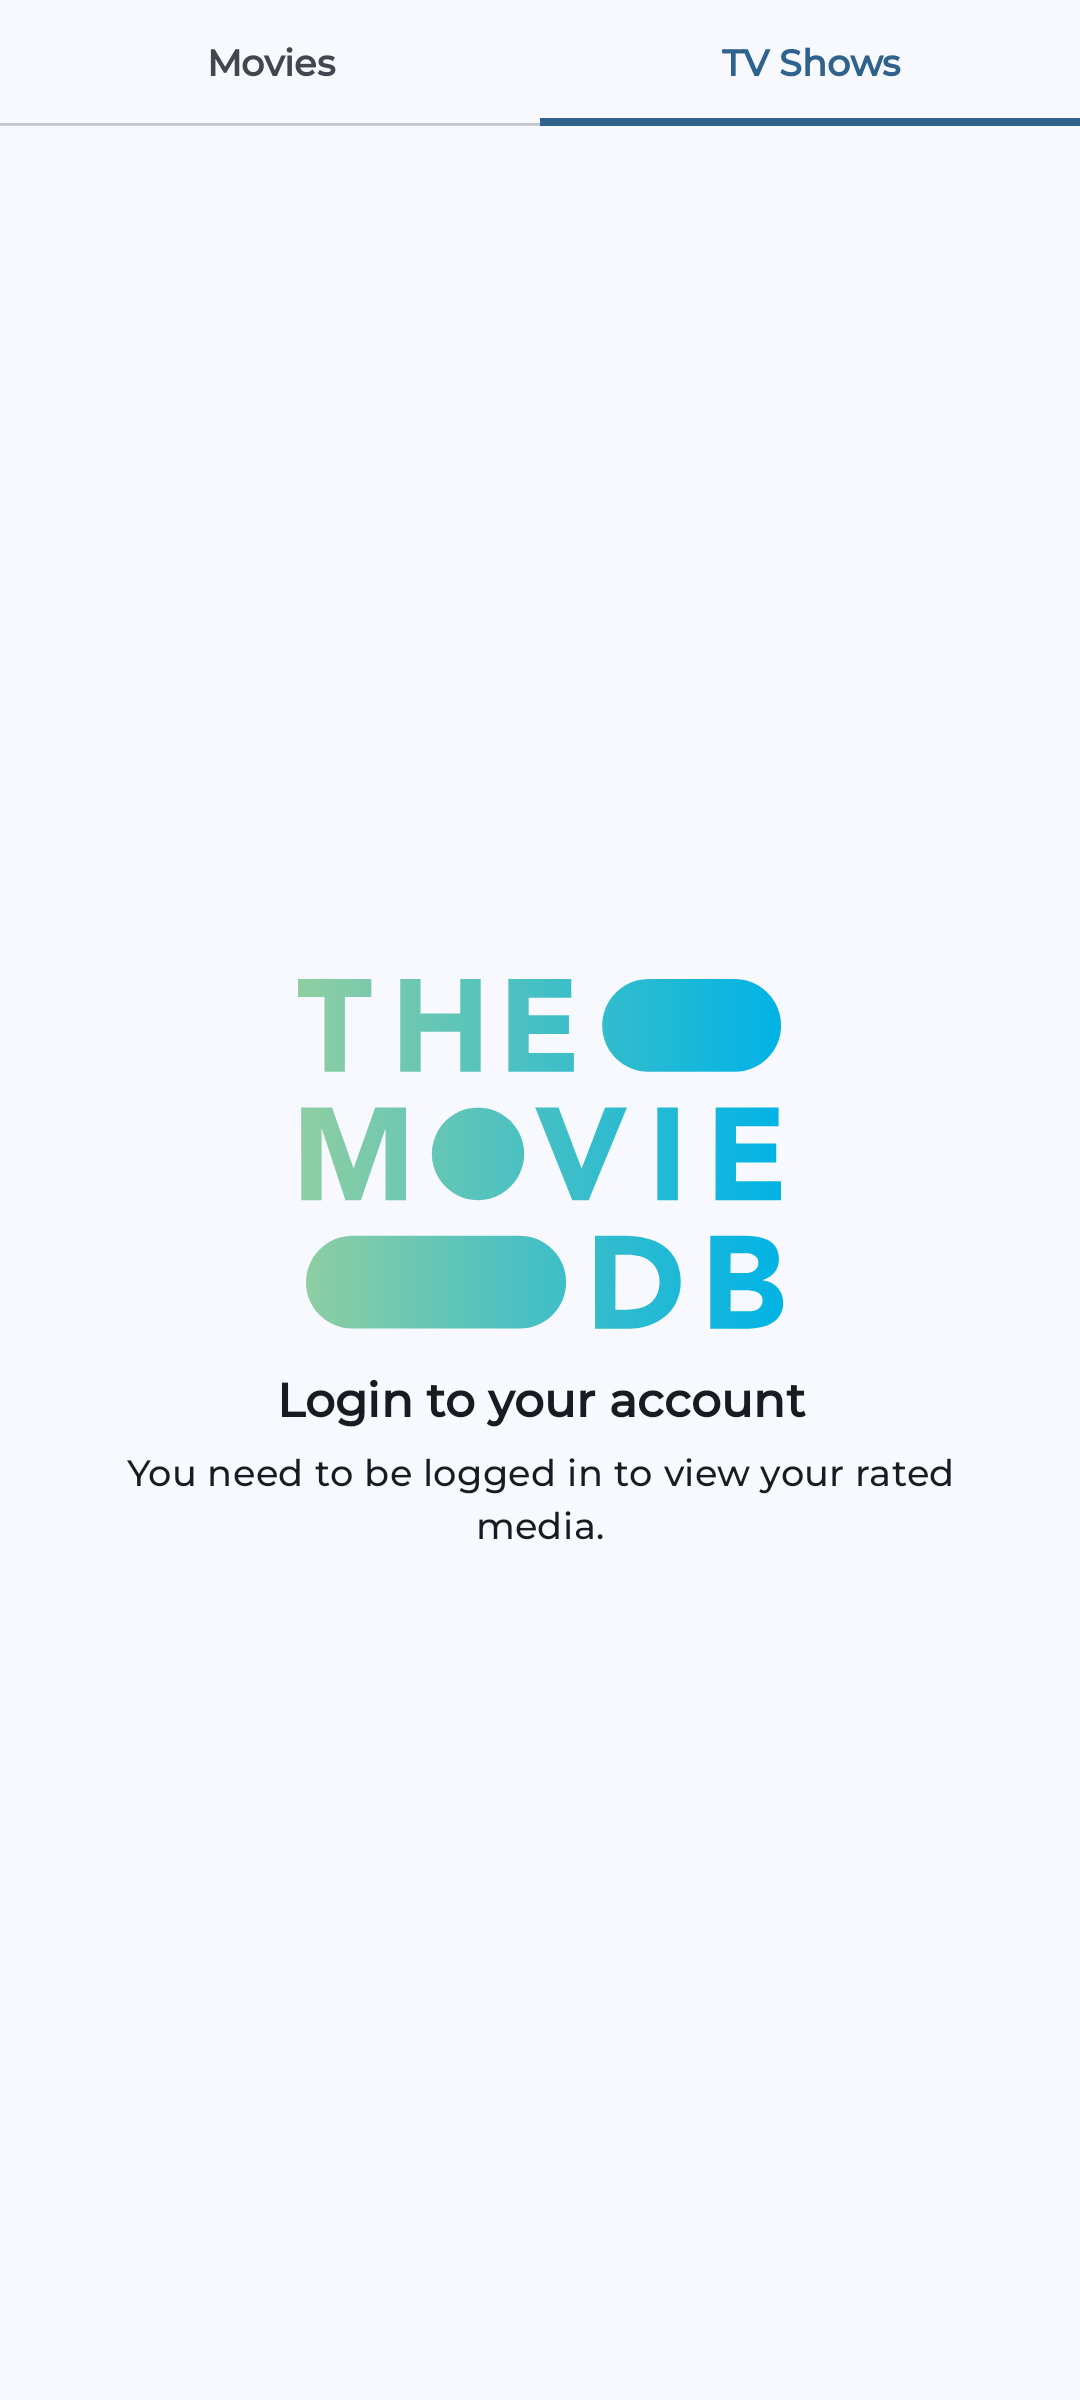 Movies
TV Shows
THE
MOVIE
DB
Login to your account
You need to be logged in to view your rated
media.